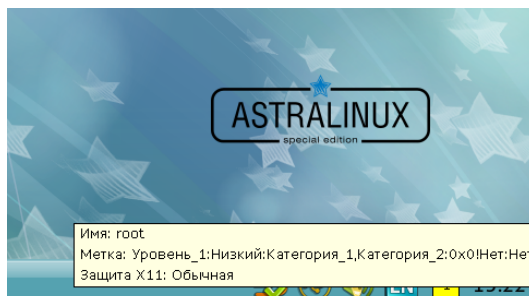 ASTRALINUX
special edition
Имя: root
Метка: Уровень_1:Низкий:Категория_1,Категория_2:0x0!Нет:Нет
Защита X11: Обычная
EN